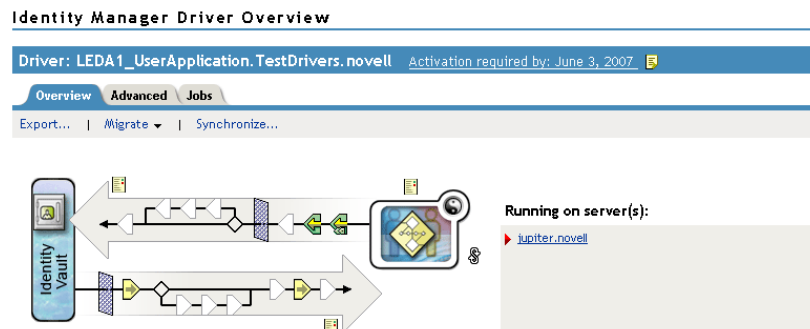 Identity Manager Driver Overview
Driver: LEDA1_UserApplication.TestDrivers.novell Activation required by: June 3, 2007
Overview Advanced Jobs
Export... | Migrate | Synchronize...
Identity Vault
Running on server(s):
jupiter.novell